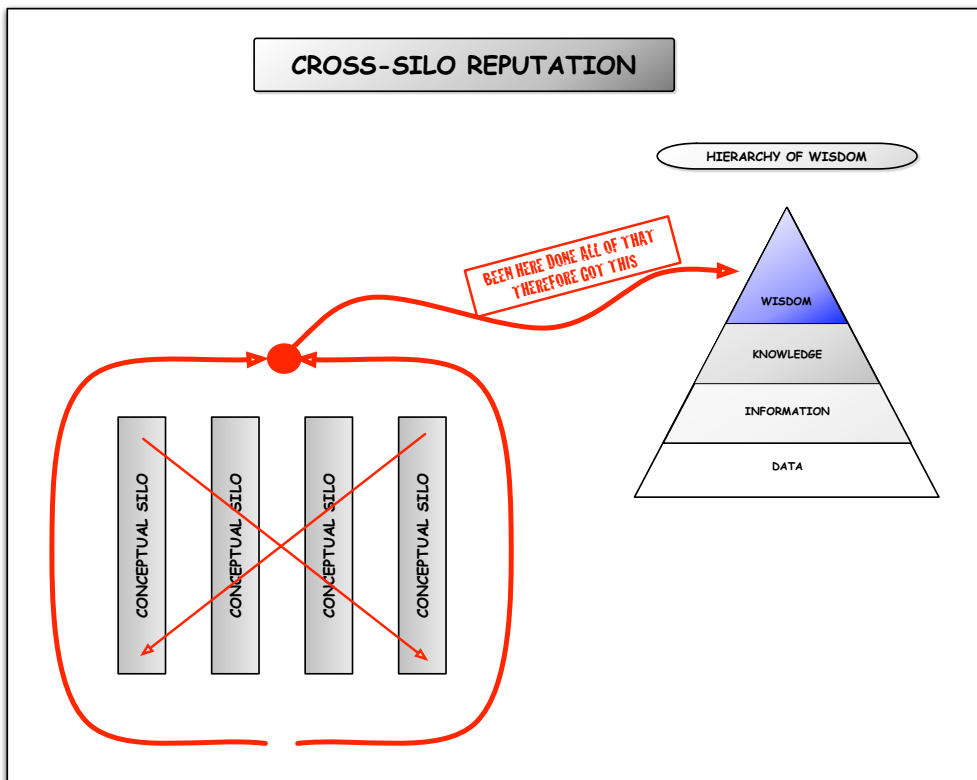 CROSS-SILO REPUTATION
HIERARCHY OF WISDOM
BEEN HERE DONE ALL OF THAT
THEREFORE GOT THIS
WISDOM
KNOWLEDGE
INFORMATION
DATA
CONCEPTUAL SILO
CONCEPTUAL SILO
CONCEPTUAL SILO
CONCEPTUAL SILO